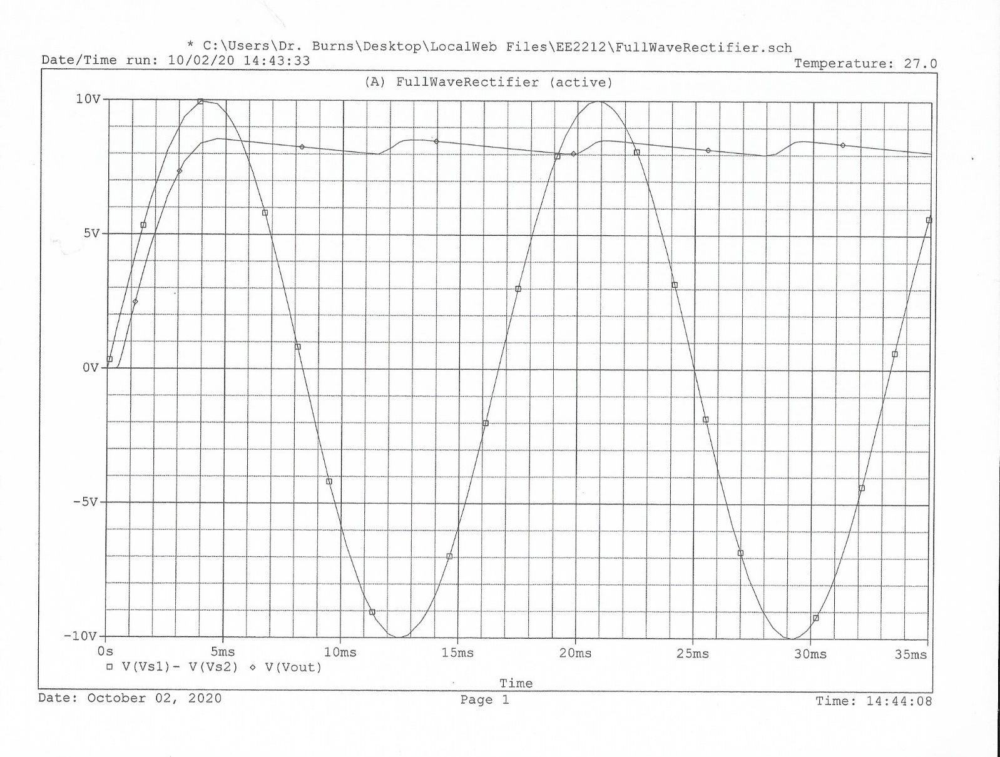 * C:\Users\Dr. Burns\Desktop\LocalWeb Files\EE2212\FullWaveRectifier.sch
Date/Time run: 10/02/20 14:43:33 Temperature: 27.0
(A) FullWaveRectifier (active)
10V
5V
0V
-5V
-10V
0s 5ms 10ms 15ms 20ms 25ms 30ms 35ms
□ V(Vs1)- V(Vs2) ◇ V(Vout)
Time
Date: October 02, 2020 Page 1 Time: 14:44:08